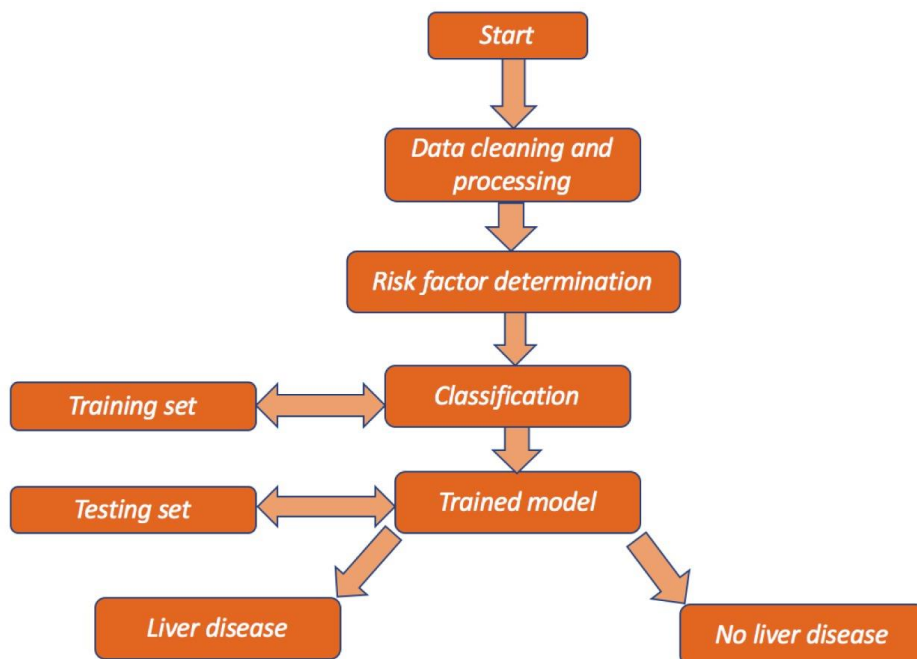 Start
Data cleaning and
processing
Risk factor determination
Training set
Classification
Testing set
Trained model
Liver disease
No liver disease